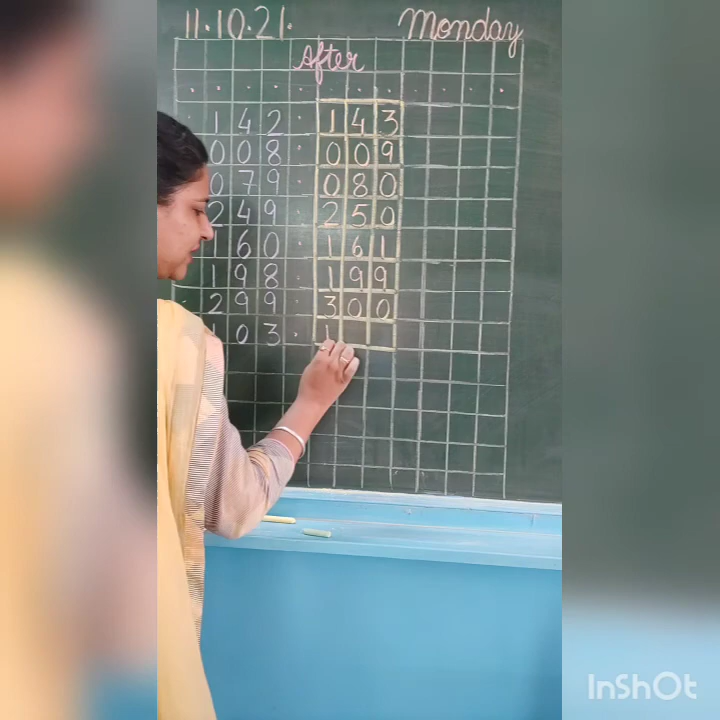 11.10.21. Monday
After
142 . 143
008 . 009
079 . 080
249 . 250
60 . 161
198 . 199
299 . 300
103 . 1
InShOt